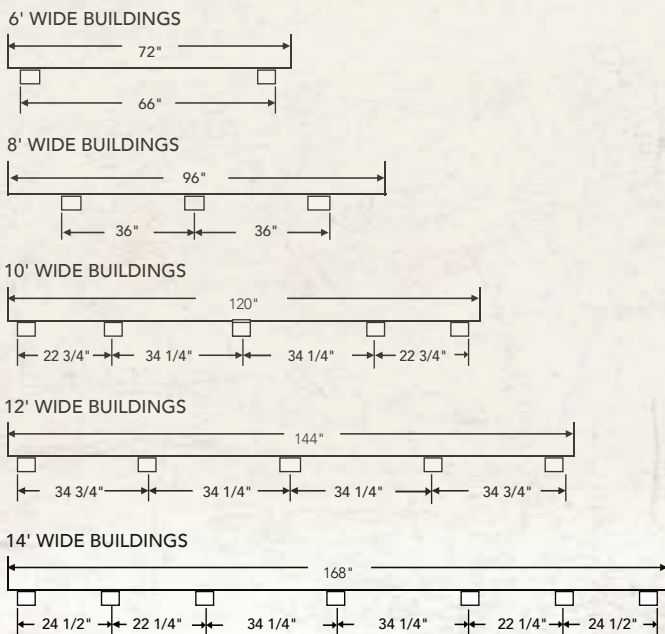 6' WIDE BUILDINGS
72"
66"
8' WIDE BUILDINGS
96"
36" 36"
10' WIDE BUILDINGS
120"
22 3/4" 34 1/4" 34 1/4" 22 3/4"
12' WIDE BUILDINGS
144"
34 3/4" 34 1/4" 34 1/4" 34 3/4"
14' WIDE BUILDINGS
168"
24 1/2" 22 1/4" 34 1/4" 34 1/4" 22 1/4" 24 1/2"